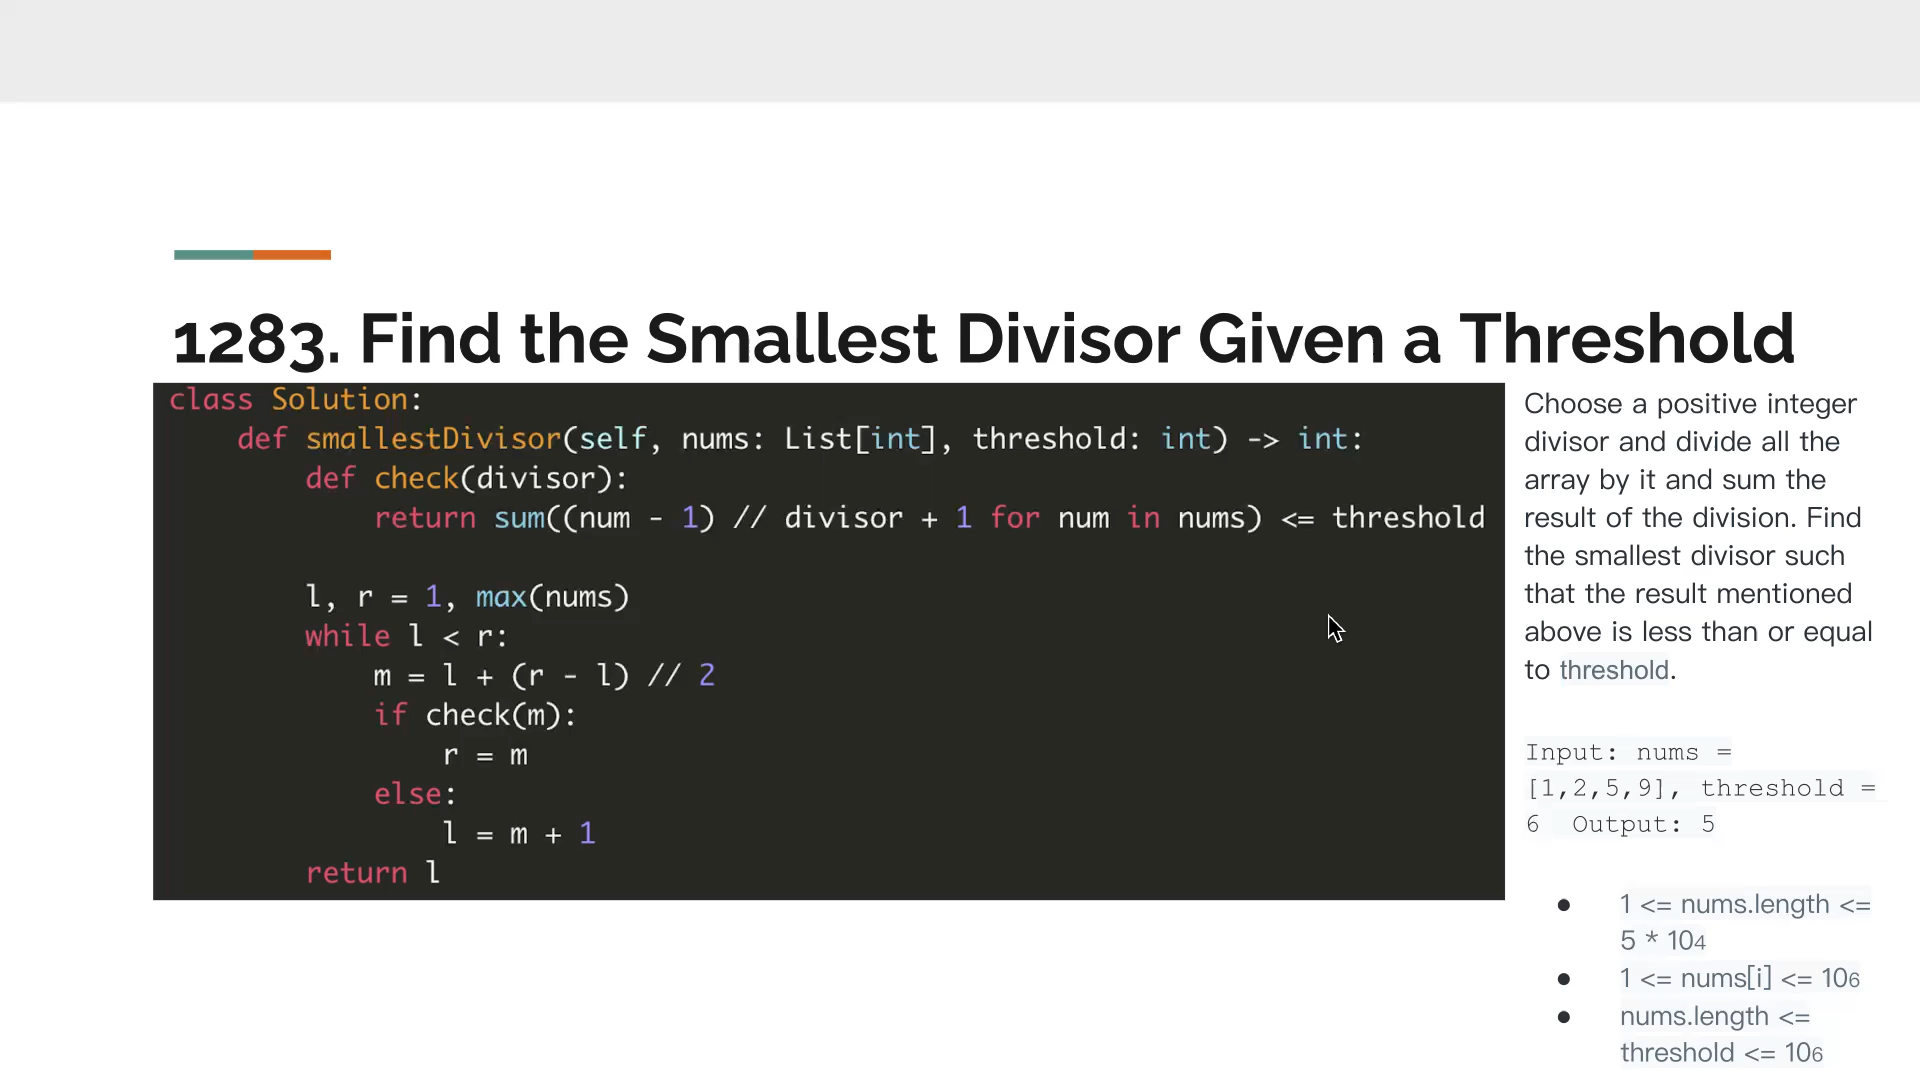 1283. Find the Smallest Divisor Given a Threshold
class Solution:
    def smallestDivisor(self, nums: List[int], threshold: int) -> int:
        def check(divisor):
            return sum((num - 1) // divisor + 1 for num in nums) <= threshold

        l, r = 1, max(nums)
        while l < r:
            m = l + (r - l) // 2
            if check(m):
                r = m
            else:
                l = m + 1
        return l
Choose a positive integer
divisor and divide all the
array by it and sum the
result of the division. Find
the smallest divisor such
that the result mentioned
above is less than or equal
to threshold.
Input: nums =
[1,2,5,9], threshold =
6  Output: 5
● 1 <= nums.length <=
5 * 104
● 1 <= nums[i] <= 106
● nums.length <=
threshold <= 106